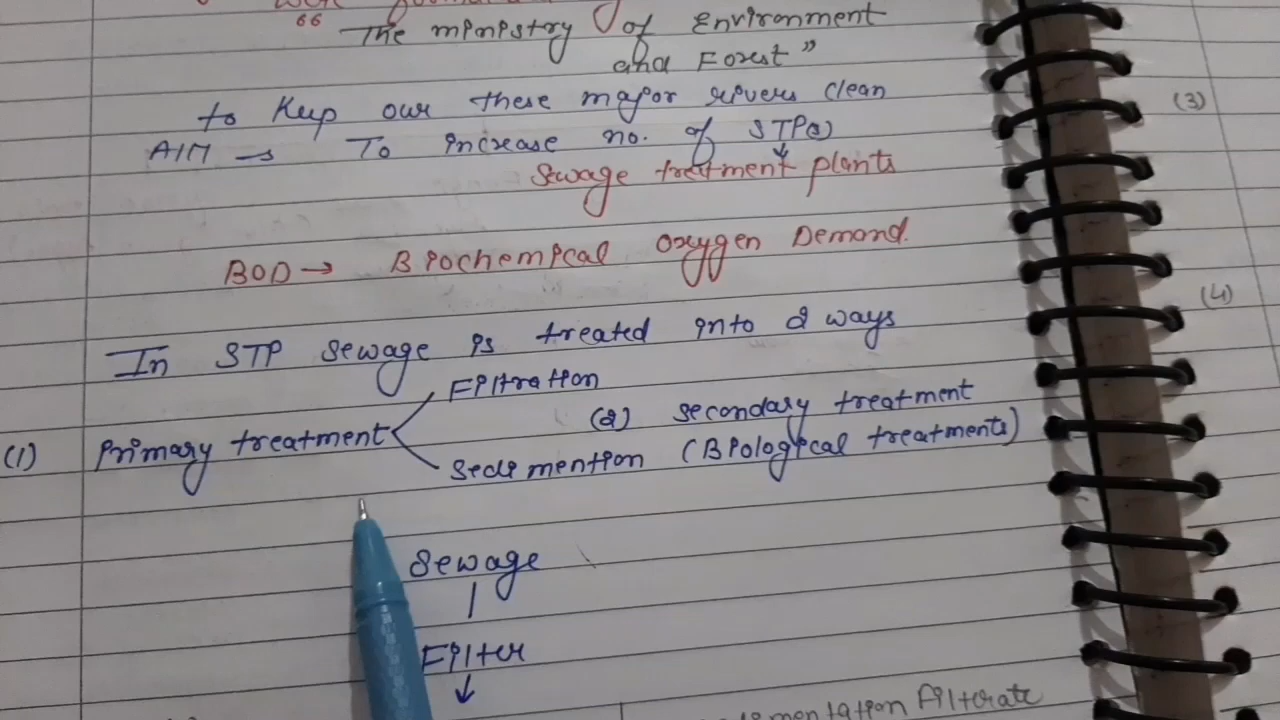 "The ministry of Environment
and Forest"
to Keep our these major rivers clean
AIM → To increase no. of STP(s)
↓
Sewage tretment plants
BOD → Biochemical Oxygen Demand.
In STP sewage is treated into 2 ways
(1) Primary treatment
Filtration
Sedimention
(2) secondary treatment
(Biological treatments)
Sewage
Filter
↓
Filtrate
(3)
(4)